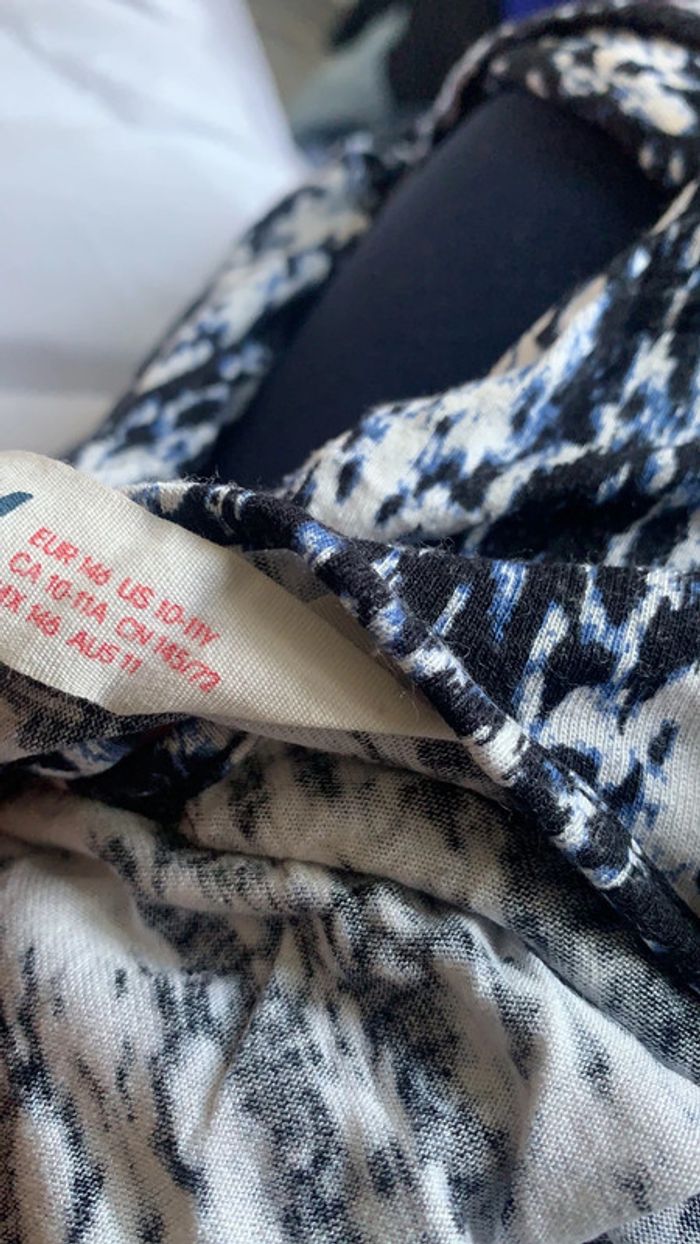 EUR 146 US 10-11Y
CA 10-11A CN 145/72
MX 146 AUS 11